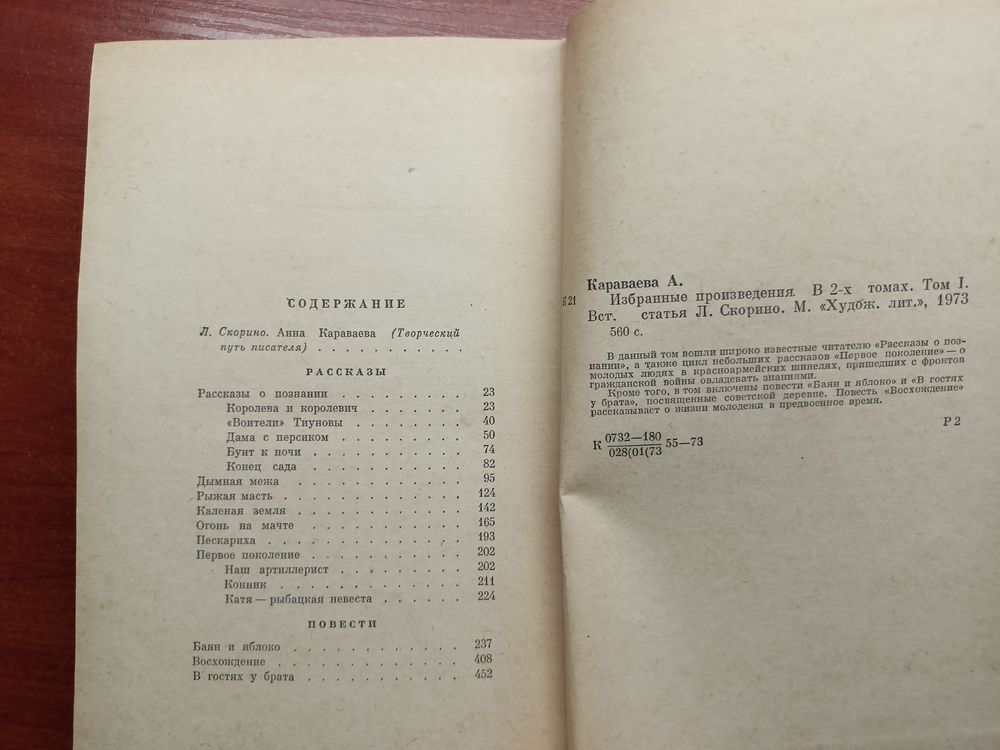 СОДЕРЖАНИЕ
Л. Скорино. Анна Караваева (Творческий
путь писателя) . . . . . . . . . . .
РАССКАЗЫ
Рассказы о познании . . . . . . . . . 23
Королева и королевич . . . . . . . 23
«Воители» Тиуновы . . . . . . . 40
Дама с персиком . . . . . . . . 50
Бунт к ночи . . . . . . . . . . 74
Конец сада . . . . . . . . . . 82
Дымная межа . . . . . . . . . . . 95
Рыжая масть . . . . . . . . . . . . 124
Каленая земля . . . . . . . . . . . 142
Огонь на мачте . . . . . . . . . . 165
Пескариха . . . . . . . . . . . . . 193
Первое поколение . . . . . . . . . . 202
Наш артиллерист . . . . . . . . 202
Конник . . . . . . . . . . . . 211
Катя — рыбацкая невеста . . . . . . 224
ПОВЕСТИ
Баян и яблоко . . . . . . . . . . . . 237
Восхождение . . . . . . . . . . . . 408
В гостях у брата . . . . . . . . . . . 452
Караваева А.
К 21 Избранные произведения. В 2-х томах. Том I.
Вст. статья Л. Скорино. М. «Худож. лит.», 1973
560 с.
В данный том вошли широко известные читателю «Рассказы о поз-
нании», а также цикл небольших рассказов «Первое поколение» — о
молодых людях в красноармейских шинелях, пришедших с фронтов
гражданской войны овладевать знаниями.
Кроме того, в том включены повести «Баян и яблоко» и «В гостях
у брата», посвященные советской деревне. Повесть «Восхождение»
рассказывает о жизни молодежи в предвоенное время.
Р 2
К 0732—180 55—73
028(01(73